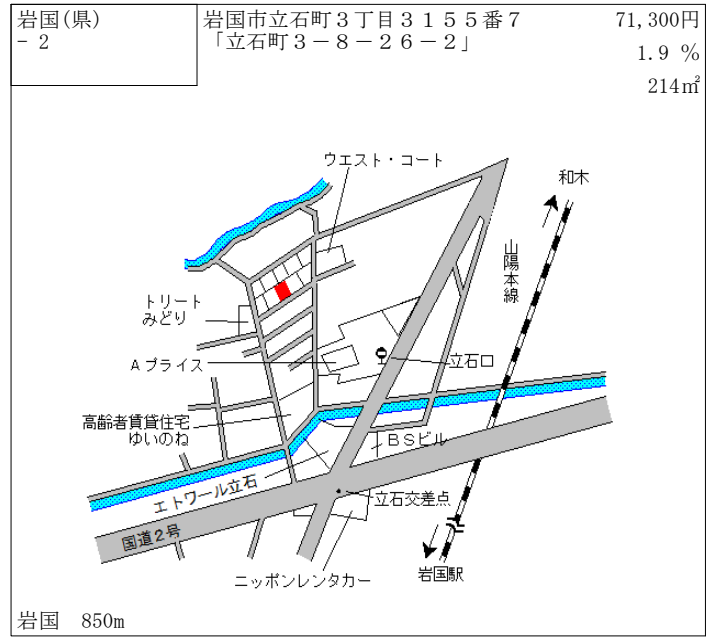 岩国(県)
- 2
岩国市立石町３丁目３１５５番７
「立石町３－８－２６－２」
71,300円
1.9 %
214㎡
ウエスト・コート
和木
山陽本線
トリート
みどり
Ａプライス
立石口
高齢者賃貸住宅
ゆいのね
ＢＳビル
エトワール立石
立石交差点
国道2号
ニッポンレンタカー
岩国駅
岩国　850m